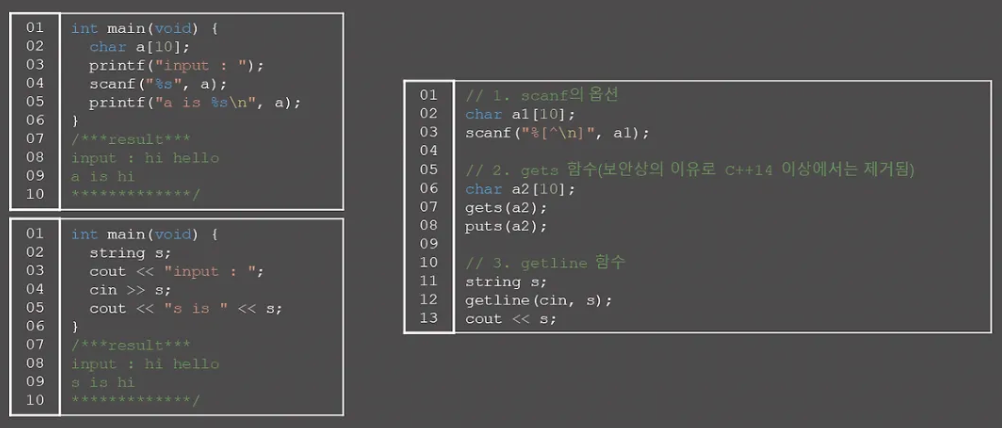 01 int main(void) {
02 char a[10];
03 printf("input : ");
04 scanf("%s", a);
05 printf("a is %s\n", a);
06 }
07 /***result***
08 input : hi hello
09 a is hi
10 *************/
01 int main(void) {
02 string s;
03 cout << "input : ";
04 cin >> s;
05 cout << "s is " << s;
06 }
07 /***result***
08 input : hi hello
09 s is hi
10 *************/
01 // 1. scanf의 옵션
02 char a1[10];
03 scanf("%[^\n]", a1);
04
05 // 2. gets 함수(보안상의 이유로 C++14 이상에서는 제거됨)
06 char a2[10];
07 gets(a2);
08 puts(a2);
09
10 // 3. getline 함수
11 string s;
12 getline(cin, s);
13 cout << s;